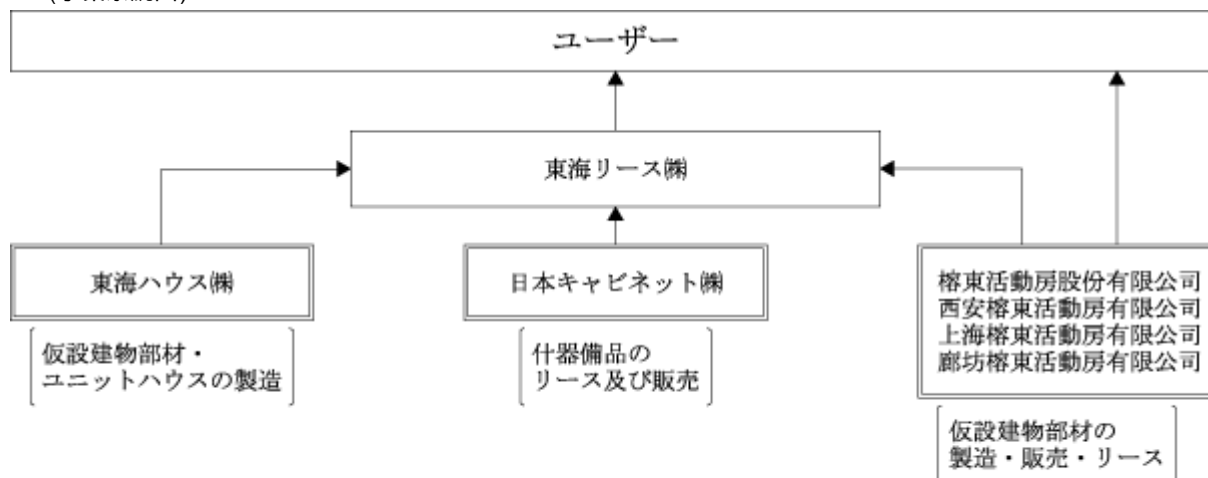 ユーザー
東海リース㈱
東海ハウス㈱
仮設建物部材・
ユニットハウスの製造
日本キャビネット㈱
什器備品の
リース及び販売
榕東活動房股份有限公司
西安榕東活動房有限公司
上海榕東活動房有限公司
廊坊榕東活動房有限公司
仮設建物部材の
製造・販売・リース